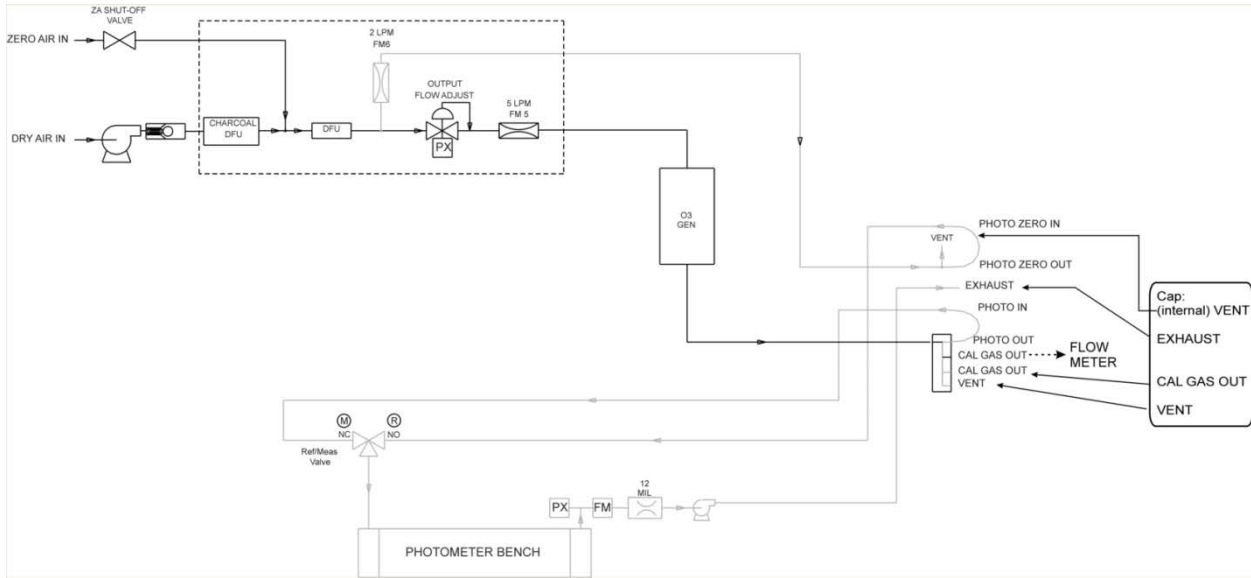 ZA SHUT-OFF
VALVE
ZERO AIR IN
2 LPM
FM6
OUTPUT
FLOW ADJUST
5 LPM
FM 5
CHARCOAL
DFU
DFU
DRY AIR IN
PX
O3
GEN
PHOTO ZERO IN
VENT
PHOTO ZERO OUT
EXHAUST
PHOTO IN
PHOTO OUT
CAL GAS OUT
CAL GAS OUT
VENT
FLOW
METER
Cap:
(internal) VENT
EXHAUST
CAL GAS OUT
VENT
M
R
NC
NO
Ref/Meas
Valve
12
MIL
PX
FM
PHOTOMETER BENCH